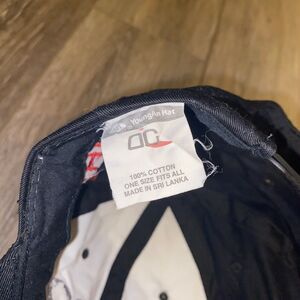 YoungAn Hat
OC
100% COTTON
ONE SIZE FITS ALL
MADE IN SRI LANKA